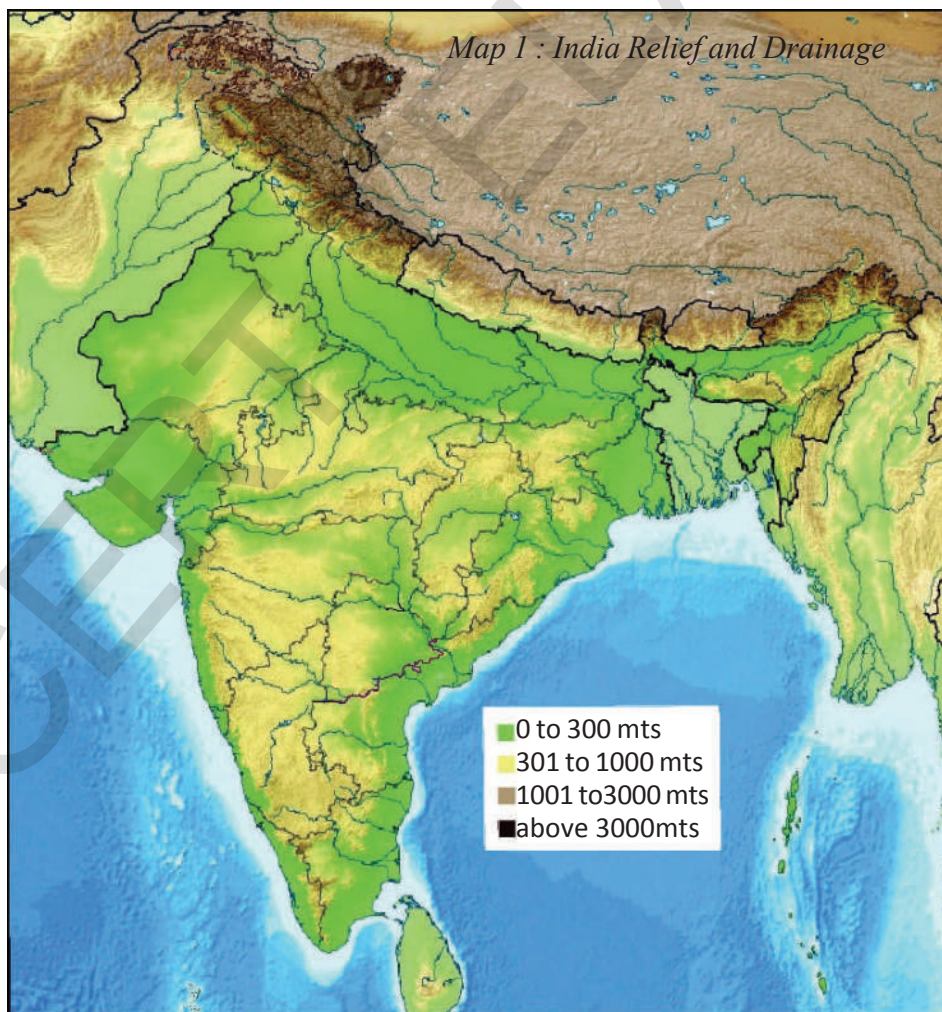 Map 1 : India Relief and Drainage
0 to 300 mts
301 to 1000 mts
1001 to3000 mts
above 3000mts